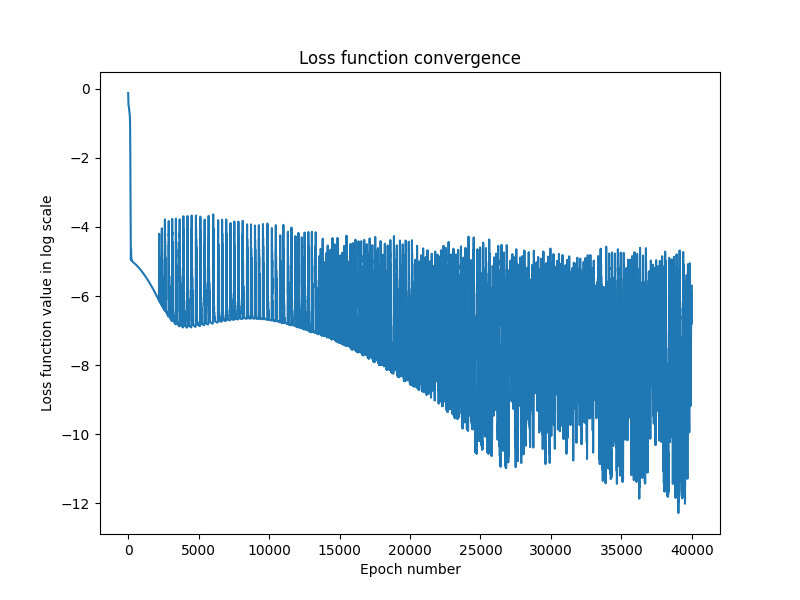 Loss function convergence
Loss function value in log scale
0
−2
−4
−6
−8
−10
−12
0 5000 10000 15000 20000 25000 30000 35000 40000
Epoch number